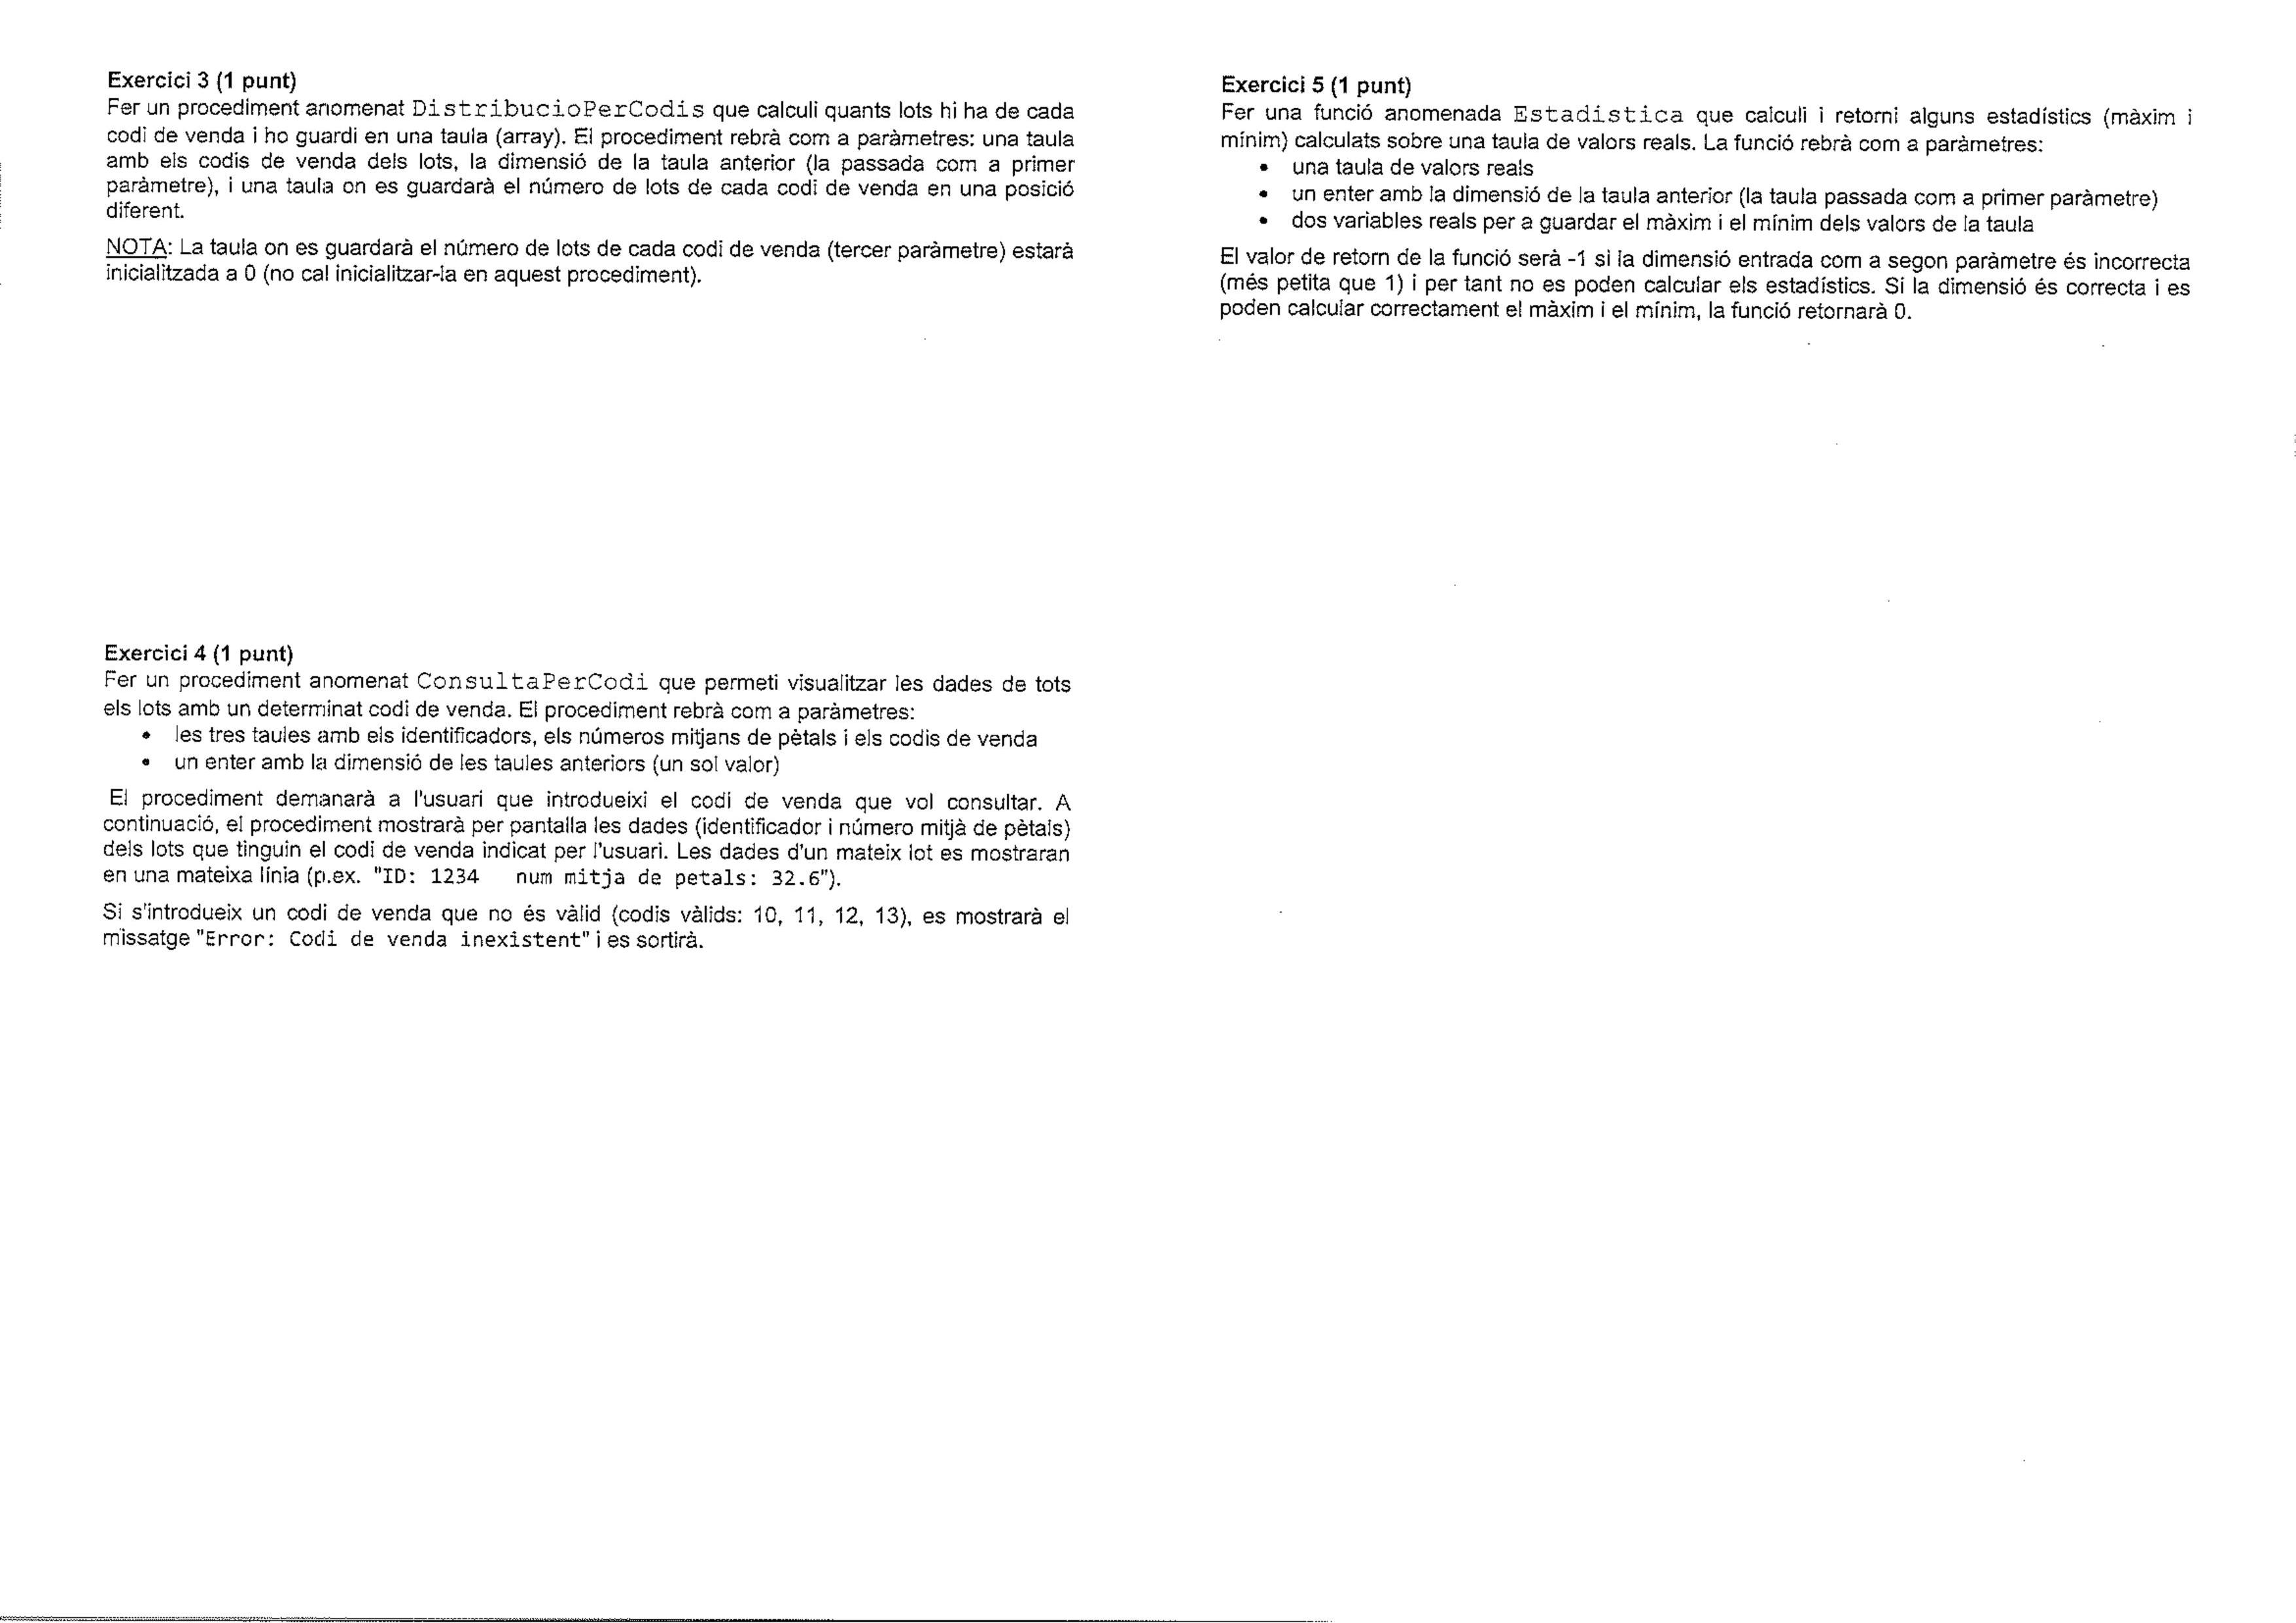 Exercici 3 (1 punt)
Fer un procediment anomenat DistribucioPerCodis que calculi quants lots hi ha de cada
codi de venda i ho guardi en una taula (array). El procediment rebrà com a paràmetres: una taula
amb els codis de venda dels lots, la dimensió de la taula anterior (la passada com a primer
paràmetre), i una taula on es guardarà el número de lots de cada codi de venda en una posició
diferent.
NOTA: La taula on es guardarà el número de lots de cada codi de venda (tercer paràmetre) estarà
inicialitzada a 0 (no cal inicialitzar-la en aquest procediment).
Exercici 4 (1 punt)
Fer un procediment anomenat ConsultaPerCodi que permeti visualitzar les dades de tots
els lots amb un determinat codi de venda. El procediment rebrà com a paràmetres:
• les tres taules amb els identificadors, els números mitjans de pètals i els codis de venda
• un enter amb la dimensió de les taules anteriors (un sol valor)
El procediment demanarà a l'usuari que introdueixi el codi de venda que vol consultar. A
continuació, el procediment mostrarà per pantalla les dades (identificador i número mitjà de pètals)
dels lots que tinguin el codi de venda indicat per l'usuari. Les dades d'un mateix lot es mostraran
en una mateixa línia (p.ex. "ID: 1234   num mitja de petals: 32.6").
Si s'introdueix un codi de venda que no és vàlid (codis vàlids: 10, 11, 12, 13), es mostrarà el
missatge "Error: Codi de venda inexistent" i es sortirà.
Exercici 5 (1 punt)
Fer una funció anomenada Estadistica que calculi i retorni alguns estadístics (màxim i
mínim) calculats sobre una taula de valors reals. La funció rebrà com a paràmetres:
• una taula de valors reals
• un enter amb la dimensió de la taula anterior (la taula passada com a primer paràmetre)
• dos variables reals per a guardar el màxim i el mínim dels valors de la taula
El valor de retorn de la funció serà -1 si la dimensió entrada com a segon paràmetre és incorrecta
(més petita que 1) i per tant no es poden calcular els estadístics. Si la dimensió és correcta i es
poden calcular correctament el màxim i el mínim, la funció retornarà 0.